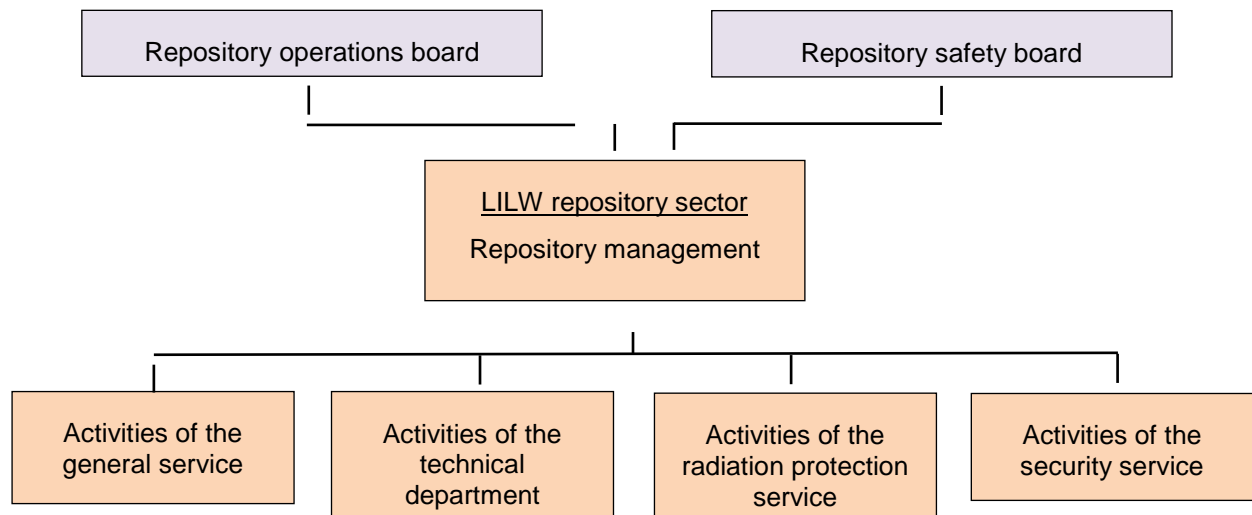 Repository operations board
Repository safety board
LILW repository sector
Repository management
Activities of the
general service
Activities of the
technical
department
Activities of the
radiation protection
service
Activities of the
security service